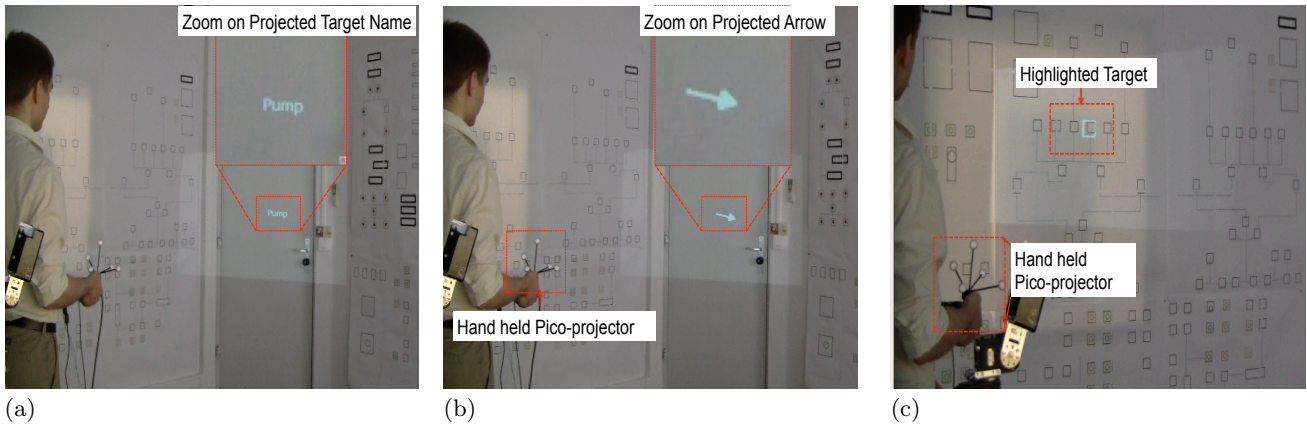 Zoom on Projected Target Name
Pump
Pump
(a)
Zoom on Projected Arrow
Hand held Pico-projector
(b)
Highlighted Target
Hand held
Pico-projector
(c)